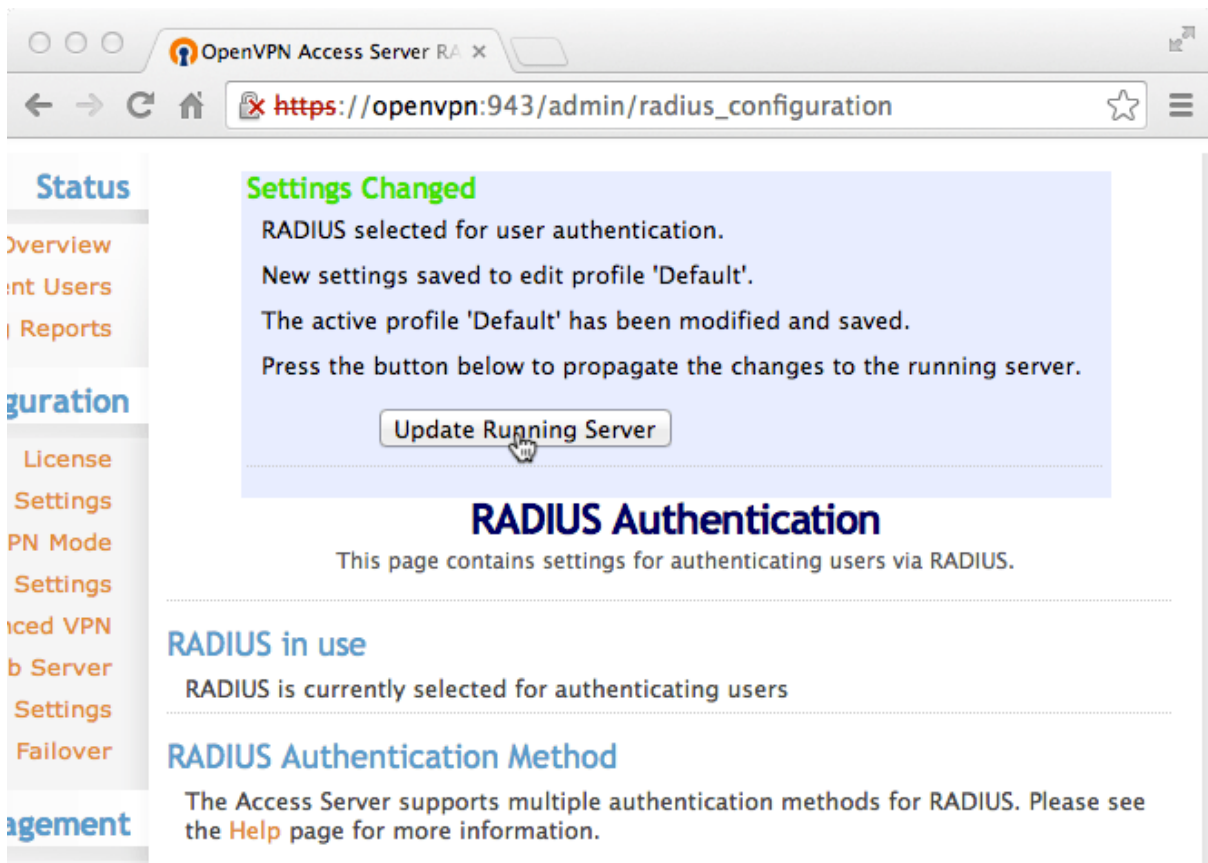 OpenVPN Access Server RA
https://openvpn:943/admin/radius_configuration
Status
Overview
ent Users
Reports
guration
License
Settings
PN Mode
Settings
nced VPN
b Server
Settings
Failover
agement
Settings Changed
RADIUS selected for user authentication.
New settings saved to edit profile 'Default'.
The active profile 'Default' has been modified and saved.
Press the button below to propagate the changes to the running server.
Update Running Server
RADIUS Authentication
This page contains settings for authenticating users via RADIUS.
RADIUS in use
RADIUS is currently selected for authenticating users
RADIUS Authentication Method
The Access Server supports multiple authentication methods for RADIUS. Please see
the Help page for more information.